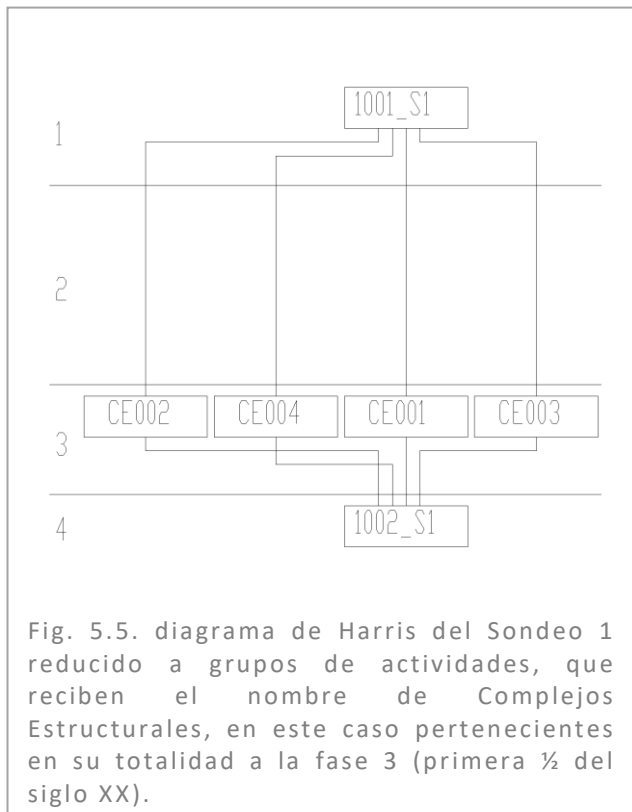 1001_S1
1
2
CE002 CE004 CE001 CE003
3
1002_S1
4
Fig. 5.5. diagrama de Harris del Sondeo 1
reducido a grupos de actividades, que
reciben el nombre de Complejos
Estructurales, en este caso pertenecientes
en su totalidad a la fase 3 (primera ½ del
siglo XX).